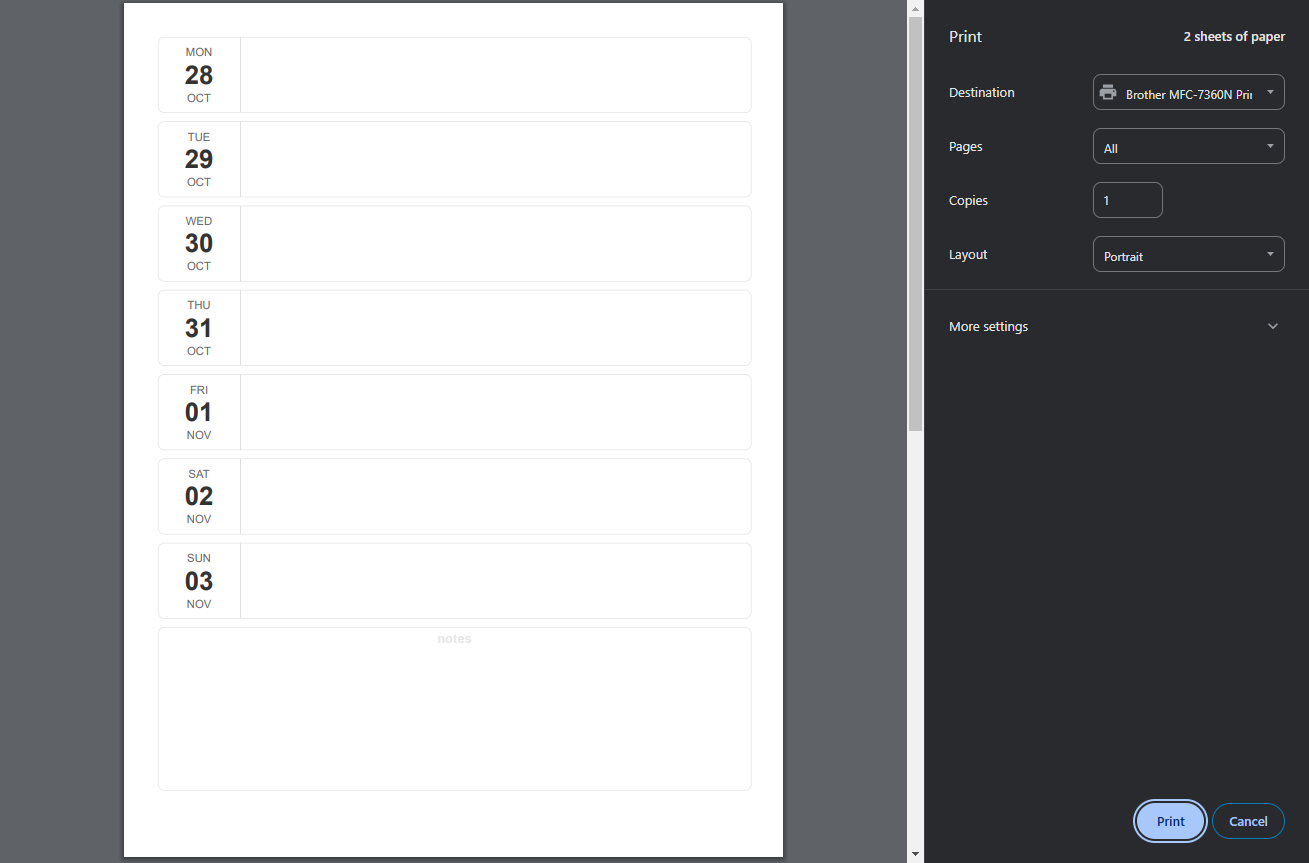 MON
28
OCT
TUE
29
OCT
WED
30
OCT
THU
31
OCT
FRI
01
NOV
SAT
02
NOV
SUN
03
NOV
notes
Print
2 sheets of paper
Destination
Brother MFC-7360N Prin
Pages
All
Copies
1
Layout
Portrait
More settings
Print
Cancel